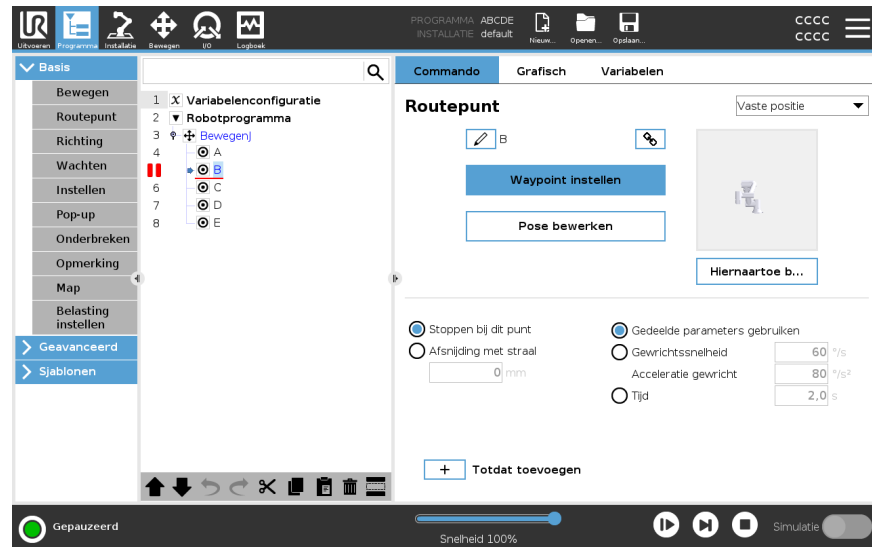 PROGRAMMA ABCDE
INSTALLATIE default
CCCC
CCCC
UR
Uitvoeren
Programma
Installatie
Bewegen
I/O
Logboek
Nieuw...
Openen...
Opslaan...
Basis
Bewegen
Routepunt
Richting
Wachten
Instellen
Pop-up
Onderbreken
Opmerking
Map
Belasting
instellen
Geavanceerd
Sjablonen
1 X Variabelenconfiguratie
2 Robotprogramma
3 BewegenJ
4 A
B
6 C
7 D
8 E
Commando Grafisch Variabelen
Routepunt
Vaste positie
B
Waypoint instellen
Pose bewerken
Hiernaartoe b...
Stoppen bij dit punt
Afsnijding met straal
0 mm
Gedeelde parameters gebruiken
Gewrichtssnelheid 60 °/s
Acceleratie gewricht 80 °/s²
Tijd 2,0 s
+ Totdat toevoegen
Gepauzeerd
Snelheid 100%
Simulatie